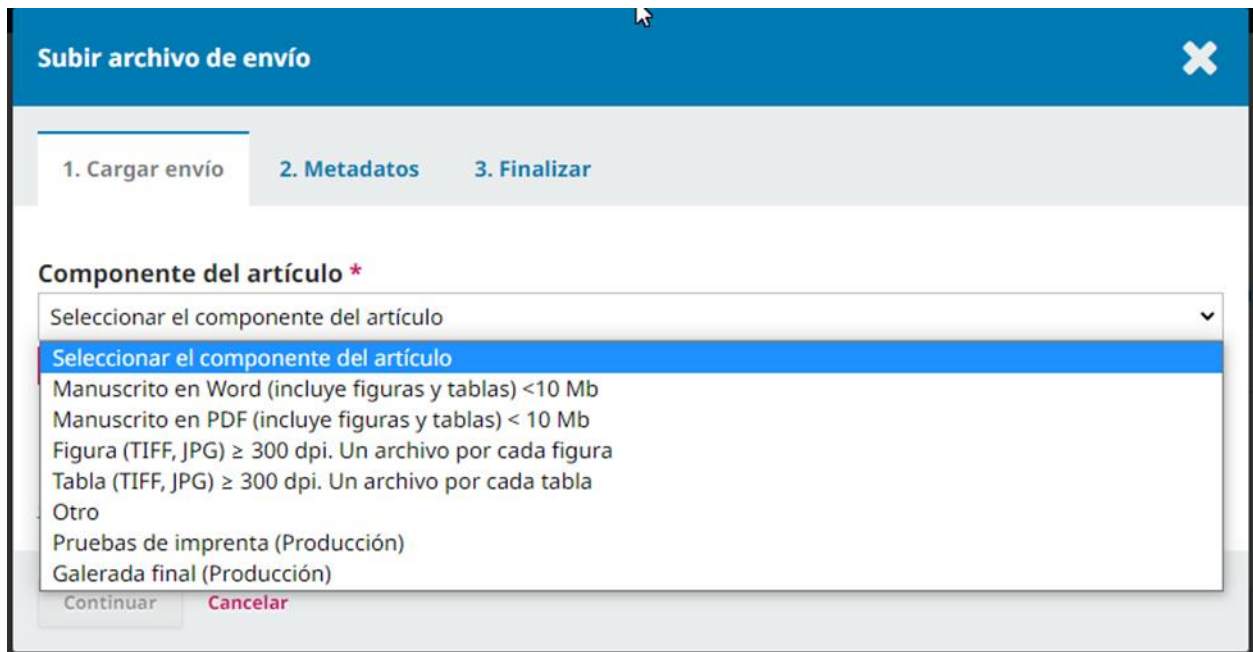 Subir archivo de envío
1. Cargar envío 2. Metadatos 3. Finalizar
Componente del artículo *
Seleccionar el componente del artículo
Seleccionar el componente del artículo
Manuscrito en Word (incluye figuras y tablas) <10 Mb
Manuscrito en PDF (incluye figuras y tablas) < 10 Mb
Figura (TIFF, JPG) ≥ 300 dpi. Un archivo por cada figura
Tabla (TIFF, JPG) ≥ 300 dpi. Un archivo por cada tabla
Otro
Pruebas de imprenta (Producción)
Galerada final (Producción)
Continuar Cancelar